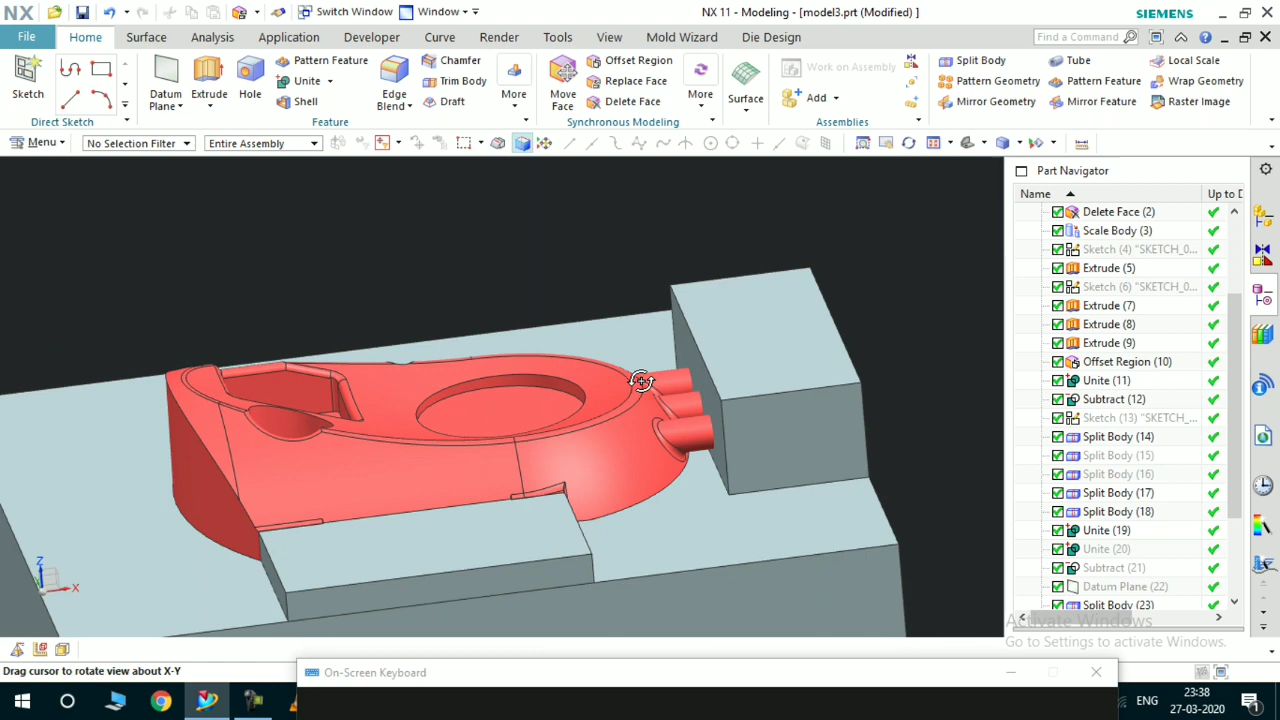 NX
Switch Window
Window
NX 11 - Modeling - [model3.prt (Modified) ]
SIEMENS
File
Home
Surface
Analysis
Application
Developer
Curve
Render
Tools
View
Mold Wizard
Die Design
Find a Command
Sketch
Direct Sketch
Datum
Plane
Extrude
Hole
Pattern Feature
Unite
Shell
Edge
Blend
Chamfer
Trim Body
Draft
More
Feature
Move
Face
Offset Region
Replace Face
Delete Face
More
Synchronous Modeling
Surface
Work on Assembly
Add
Assemblies
Split Body
Pattern Geometry
Mirror Geometry
Tube
Pattern Feature
Mirror Feature
Local Scale
Wrap Geometry
Raster Image
Menu
No Selection Filter
Entire Assembly
Part Navigator
Name
Up to D
Delete Face (2)
Scale Body (3)
Sketch (4) "SKETCH_0...
Extrude (5)
Sketch (6) "SKETCH_0...
Extrude (7)
Extrude (8)
Extrude (9)
Offset Region (10)
Unite (11)
Subtract (12)
Sketch (13) "SKETCH_...
Split Body (14)
Split Body (15)
Split Body (16)
Split Body (17)
Split Body (18)
Unite (19)
Unite (20)
Subtract (21)
Datum Plane (22)
Split Body (23)
Z
X
Activate Windows
Go to Settings to activate Windows.
Drag cursor to rotate view about X-Y
On-Screen Keyboard
ENG
23:38
27-03-2020